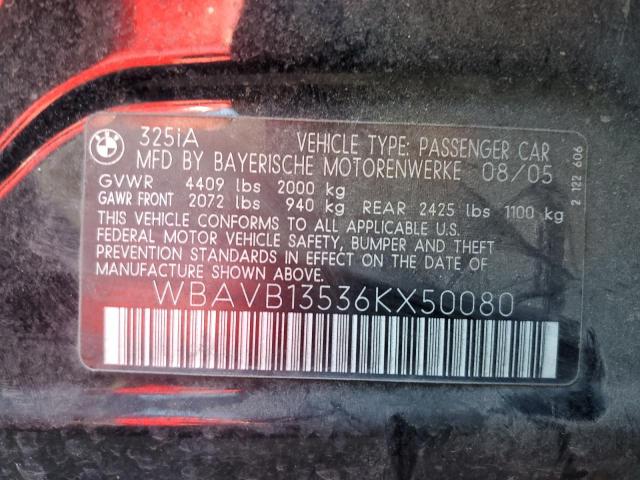 BMW
325iA VEHICLE TYPE: PASSENGER CAR
MFD BY BAYERISCHE MOTORENWERKE 08/05
GVWR 4409 lbs 2000 kg
GAWR FRONT 2072 lbs 940 kg REAR 2425 lbs 1100 kg
THIS VEHICLE CONFORMS TO ALL APPLICABLE U.S.
FEDERAL MOTOR VEHICLE SAFETY, BUMPER AND THEFT
PREVENTION STANDARDS IN EFFECT ON THE DATE OF
MANUFACTURE SHOWN ABOVE.
WBAVB13536KX50080
2 122 606